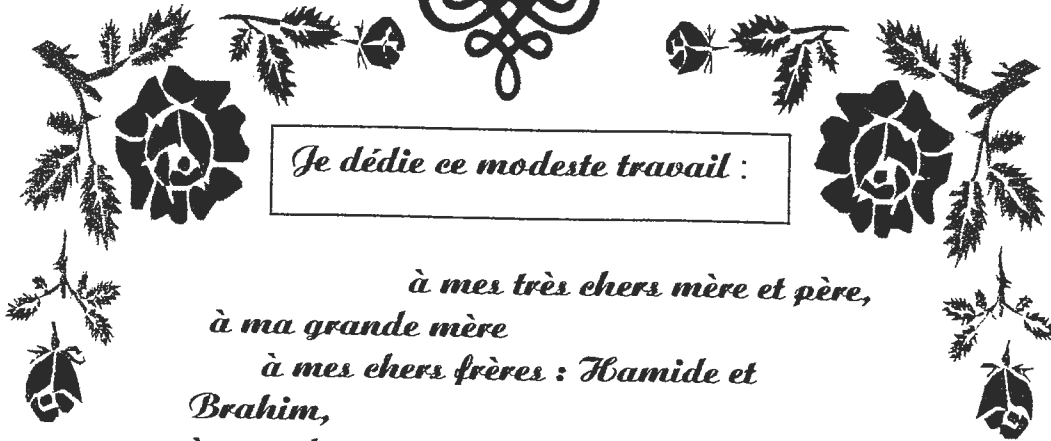 Je dédie ce modeste travail :
à mes très chers mère et père,
à ma grande mère
à mes chers frères : Hamide et
Brahim,